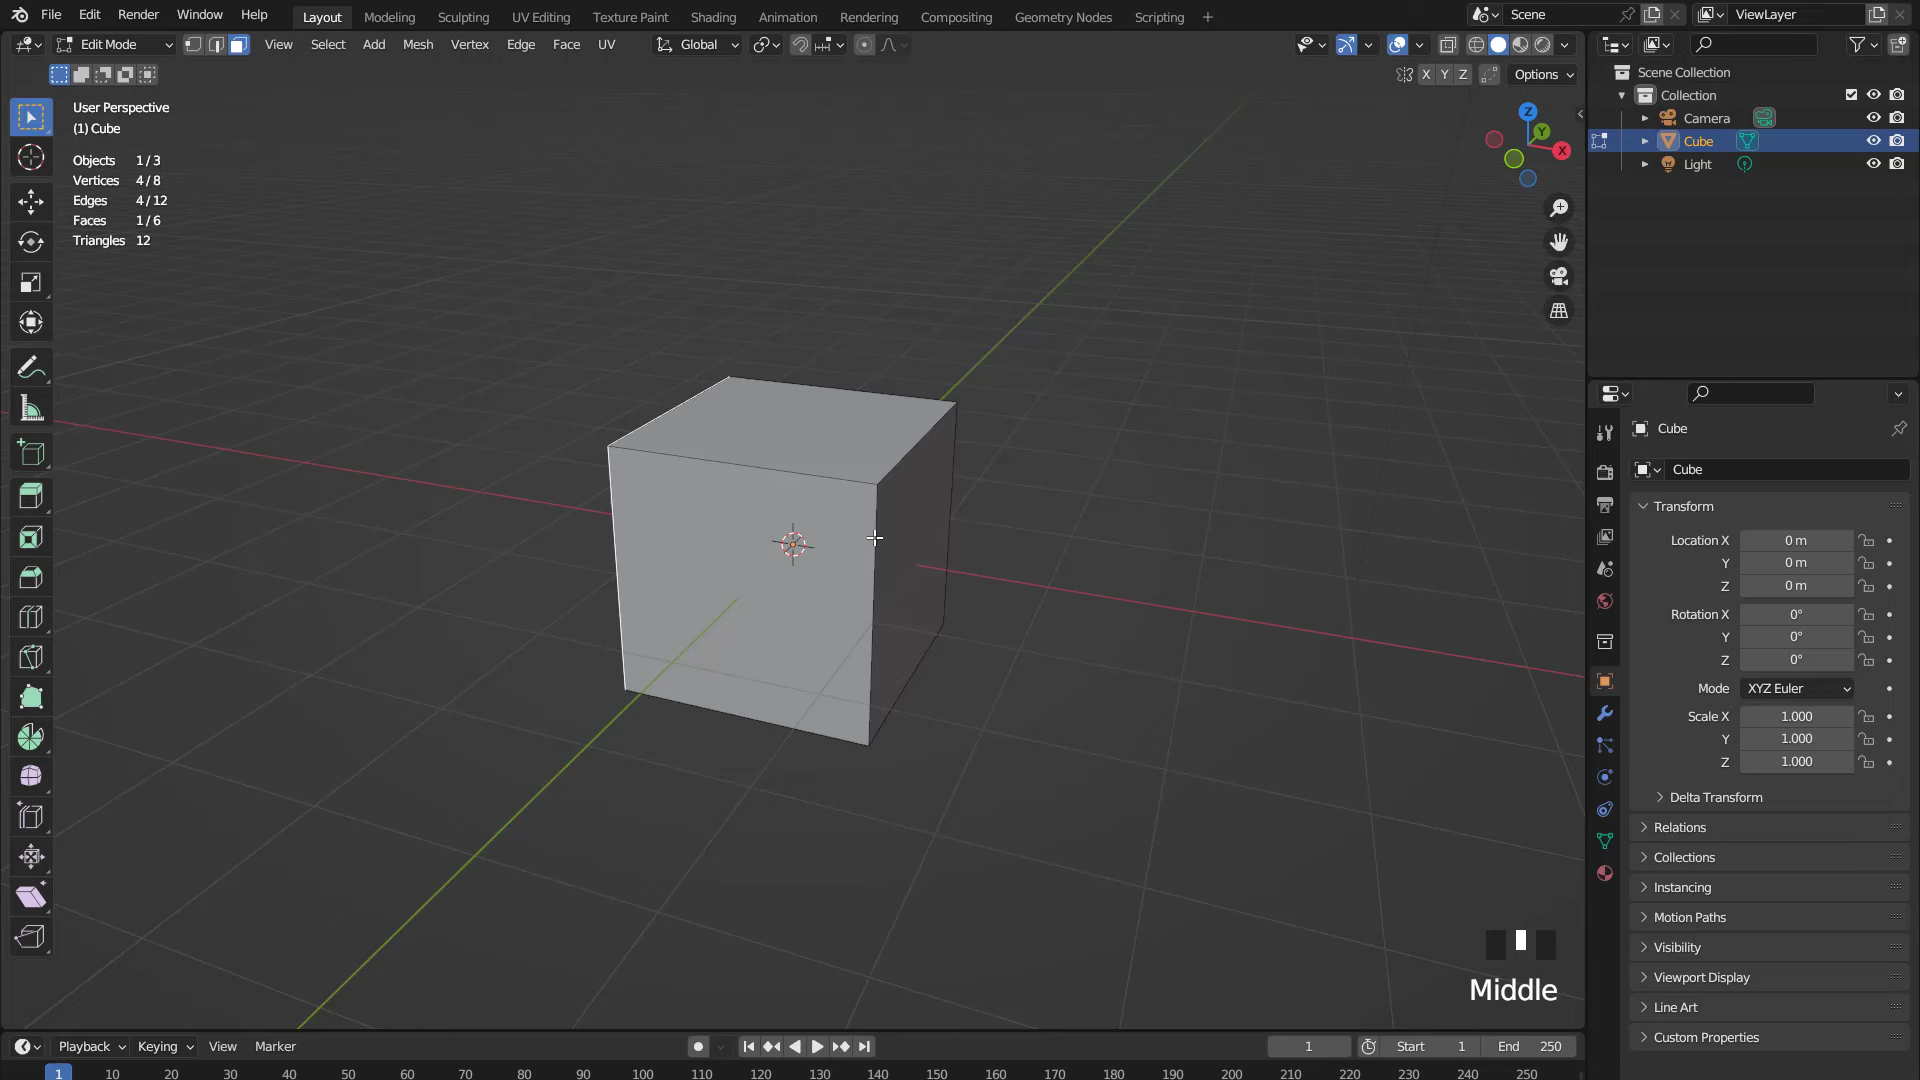 File Edit Render Window Help Layout Modeling Sculpting UV Editing Texture Paint Shading Animation Rendering Compositing Geometry Nodes Scripting + Scene ViewLayer
Edit Mode View Select Add Mesh Vertex Edge Face UV Global
X Y Z Options
User Perspective
(1) Cube
Objects 1 / 3
Vertices 4 / 8
Edges 4 / 12
Faces 1 / 6
Triangles 12
Z
Y
X
Middle
Scene Collection
Collection
Camera
Cube
Light
Cube
Cube
Transform
Location X 0 m
Y 0 m
Z 0 m
Rotation X 0°
Y 0°
Z 0°
Mode XYZ Euler
Scale X 1.000
Y 1.000
Z 1.000
Delta Transform
Relations
Collections
Instancing
Motion Paths
Visibility
Viewport Display
Line Art
Custom Properties
Playback Keying View Marker 1 Start 1 End 250
1 10 20 30 40 50 60 70 80 90 100 110 120 130 140 150 160 170 180 190 200 210 220 230 240 250